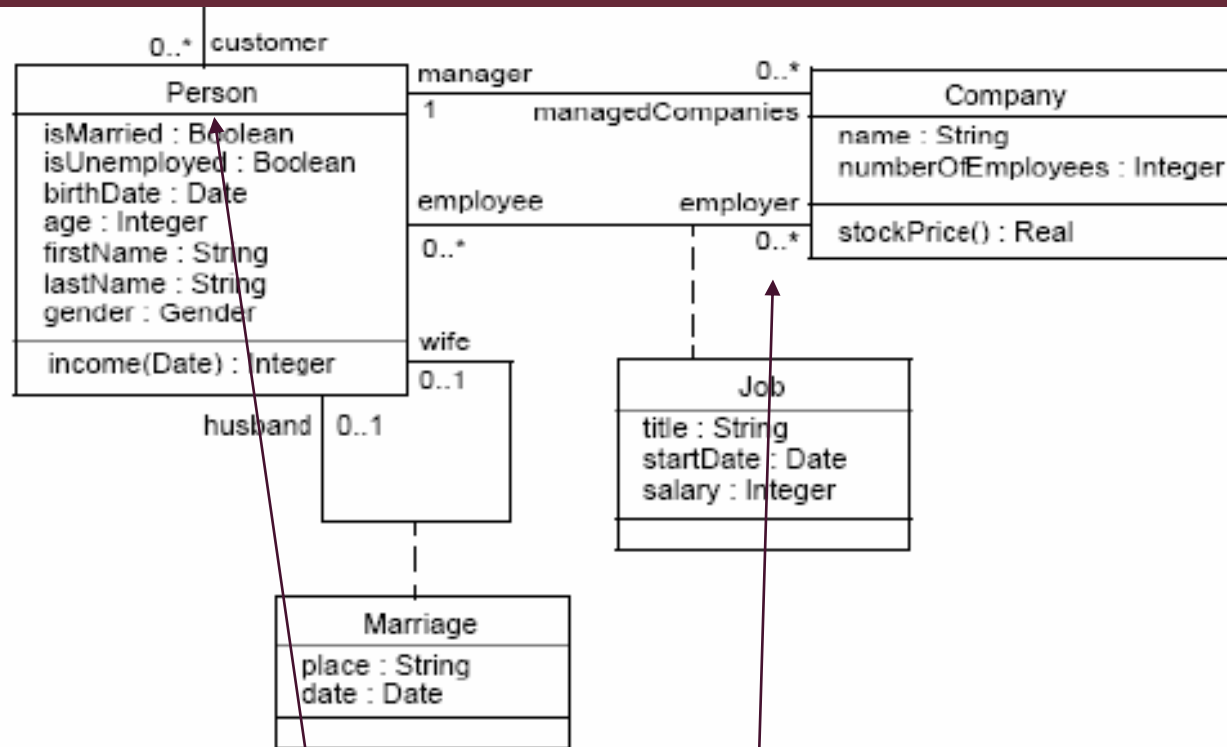 0..* customer
Person
isMarried : Boolean
isUnemployed : Boolean
birthDate : Date
age : Integer
firstName : String
lastName : String
gender : Gender
income(Date) : Integer
manager
1
0..*
managedCompanies
employee
0..*
employer
0..*
Company
name : String
numberOfEmployees : Integer
stockPrice() : Real
wife
0..1
husband 0..1
Job
title : String
startDate : Date
salary : Integer
Marriage
place : String
date : Date